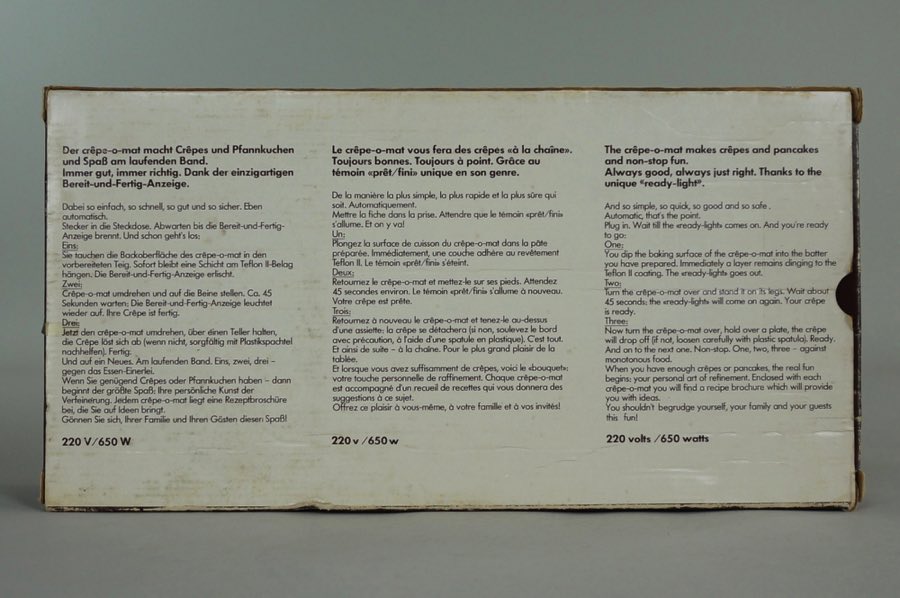 Der crêpe-o-mat macht Crêpes und Pfannkuchen
und Spaß am laufenden Band.
Immer gut, immer richtig. Dank der einzigartigen
Bereit-und-Fertig-Anzeige.
Dabei so einfach, so schnell, so gut und so sicher. Eben
automatisch.
Stecker in die Steckdose. Abwarten bis die Bereit-und-Fertig-
Anzeige brennt. Und schon geht's los:
Eins:
Sie tauchen die Backoberfläche des crêpe-o-mat in den
vorbereiteten Teig. Sofort bleibt eine Schicht am Teflon II-Belag
hängen. Die Bereit-und-Fertig-Anzeige erlischt.
Zwei:
Crêpe-o-mat umdrehen und auf die Beine stellen. Ca. 45
Sekunden warten: Die Bereit-und-Fertig-Anzeige leuchtet
wieder auf. Ihre Crêpe ist fertig.
Drei:
Jetzt den crêpe-o-mat umdrehen, über einen Teller halten,
die Crêpe löst sich ab (wenn nicht, sorgfältig mit Plastikspachtel
nachhelfen). Fertig.
Und auf ein Neues. Am laufenden Band. Eins, zwei, drei –
gegen das Essen-Einerlei.
Wenn Sie genügend Crêpes oder Pfannkuchen haben – dann
beginnt der größte Spaß: Ihre persönliche Kunst der
Verfeinerung. Jedem crêpe-o-mat liegt eine Rezeptbroschüre
bei, die Sie auf Ideen bringt.
Gönnen Sie sich, Ihrer Familie und Ihren Gästen diesen Spaß!
220 V/650 W
Le crêpe-o-mat vous fera des crêpes «à la chaîne».
Toujours bonnes. Toujours à point. Grâce au
témoin «prêt/fini» unique en son genre.
De la manière la plus simple, la plus rapide et la plus sûre qui
soit. Automatiquement.
Mettre la fiche dans la prise. Attendre que le témoin «prêt/fini»
s'allume. Et on y va!
Un:
Plongez la surface de cuisson du crêpe-o-mat dans la pâte
préparée. Immédiatement, une couche adhère au revêtement
Teflon II. Le témoin «prêt/fini» s'éteint.
Deux:
Retournez le crêpe-o-mat et mettez-le sur ses pieds. Attendez
45 secondes environ. Le témoin «prêt/fini» s'allume à nouveau.
Votre crêpe est prête.
Trois:
Retournez à nouveau le crêpe-o-mat et tenez-le au-dessus
d'une assiette: la crêpe se détachera (si non, soulevez le bord
avec précaution, à l'aide d'une spatule en plastique). C'est tout.
Et ainsi de suite – à la chaîne. Pour le plus grand plaisir de la
tablée.
Et lorsque vous avez suffisamment de crêpes, voici le «bouquet»:
votre touche personnelle de raffinement. Chaque crêpe-o-mat
est accompagné d'un recueil de recettes qui vous donnera des
suggestions à ce sujet.
Offrez ce plaisir à vous-même, à votre famille et à vos invités!
220 v/650 w
The crêpe-o-mat makes crêpes and pancakes
and non-stop fun.
Always good, always just right. Thanks to the
unique "ready-light".
And so simple, so quick, so good and so safe.
Automatic, that's the point.
Plug in. Wait till the «ready-light» comes on. And you're ready
to go:
One:
You dip the baking surface of the crêpe-o-mat into the batter
you have prepared. Immediately a layer remains clinging to the
Teflon II coating. The «ready-light» goes out.
Two:
Turn the crêpe-o-mat over and stand it on its legs. Wait about
45 seconds; the «ready-light» will come on again. Your crêpe
is ready.
Three:
Now turn the crêpe-o-mat over, hold over a plate, the crêpe
will drop off (if not, loosen carefully with plastic spatula). Ready.
And on to the next one. Non-stop. One, two, three – against
monotonous food.
When you have enough crêpes or pancakes, the real fun
begins: your personal art of refinement. Enclosed with each
crêpe-o-mat you will find a recipe brochure which will provide
you with ideas.
You shouldn't begrudge yourself, your family and your guests
this fun!
220 volts /650 watts